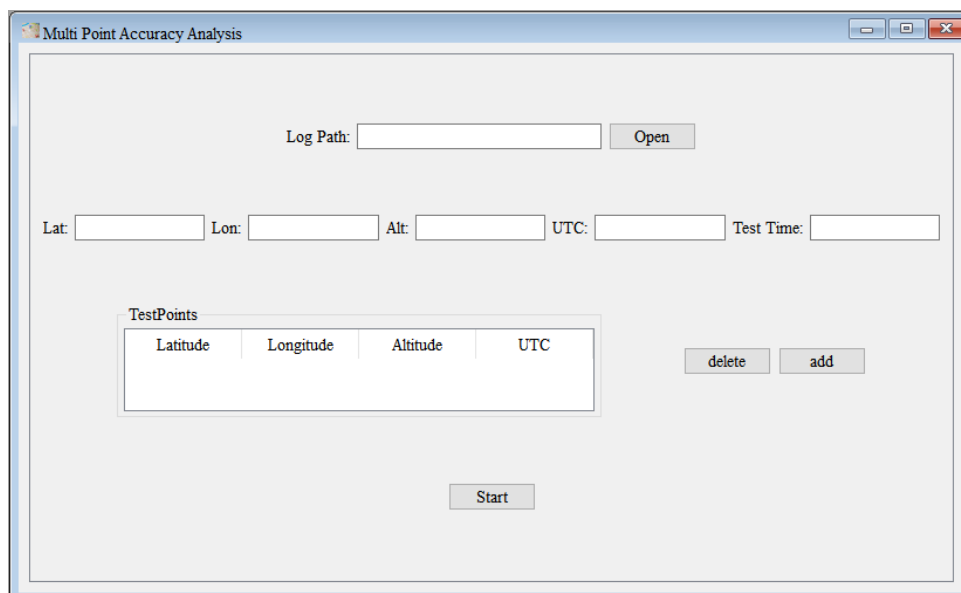 Multi Point Accuracy Analysis
Log Path: Open
Lat: Lon: Alt: UTC: Test Time:
TestPoints
Latitude Longitude Altitude UTC
delete add
Start